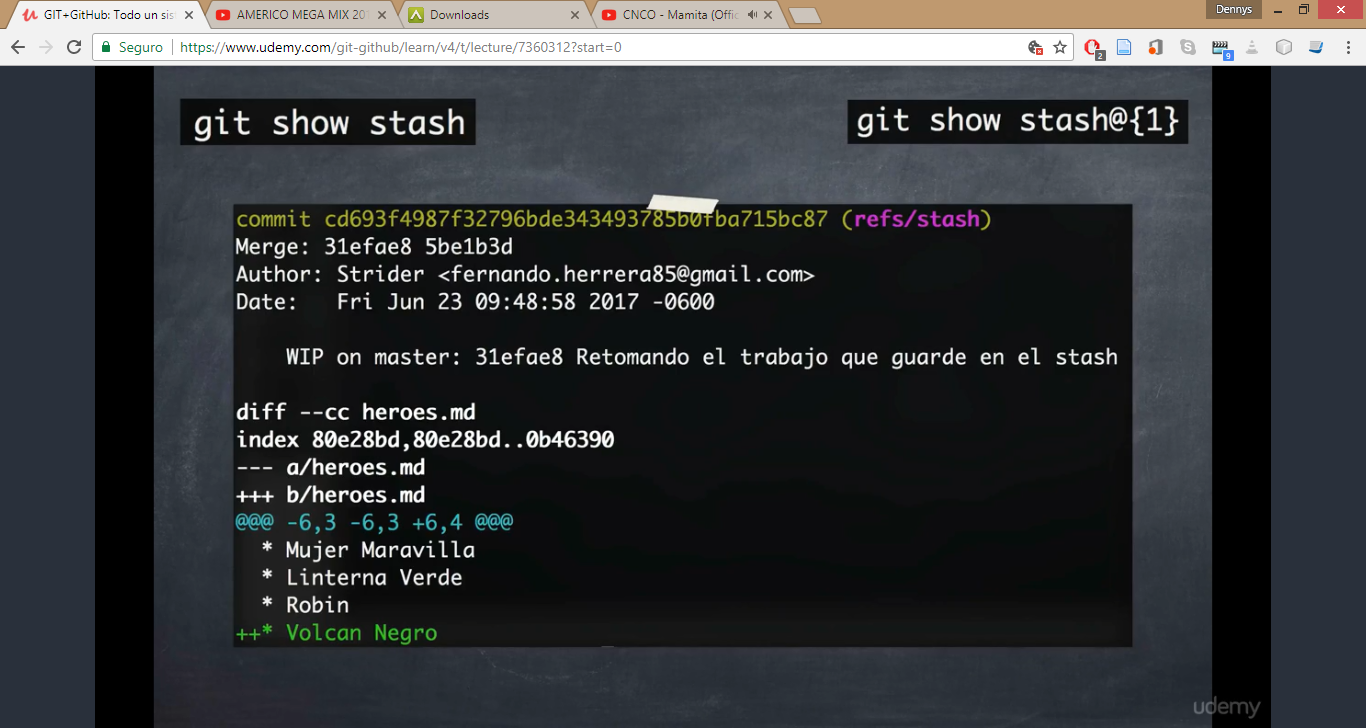 GIT+GitHub: Todo un sis
AMERICO MEGA MIX 201
Downloads
CNCO - Mamita (Offic
Dennys
Seguro
https://www.udemy.com/git-github/learn/v4/t/lecture/7360312?start=0
2
9
git show stash
git show stash@{1}
commit cd693f4987f32796bde343493785b0fba715bc87 (refs/stash)
Merge: 31efae8 5be1b3d
Author: Strider <fernando.herrera85@gmail.com>
Date:   Fri Jun 23 09:48:58 2017 -0600
WIP on master: 31efae8 Retomando el trabajo que guarde en el stash
diff --cc heroes.md
index 80e28bd,80e28bd..0b46390
--- a/heroes.md
+++ b/heroes.md
@@@ -6,3 -6,3 +6,4 @@@
* Mujer Maravilla
* Linterna Verde
* Robin
++* Volcan Negro
udemy